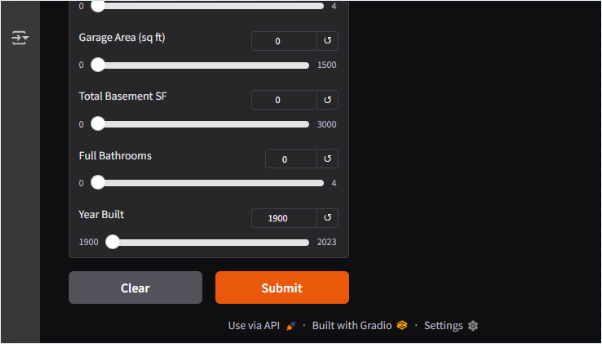 0 4
Garage Area (sq ft) 0 ↺
0 1500
Total Basement SF 0 ↺
0 3000
Full Bathrooms 0 ↺
0 4
Year Built 1900 ↺
1900 2023
Clear Submit
Use via API · Built with Gradio · Settings